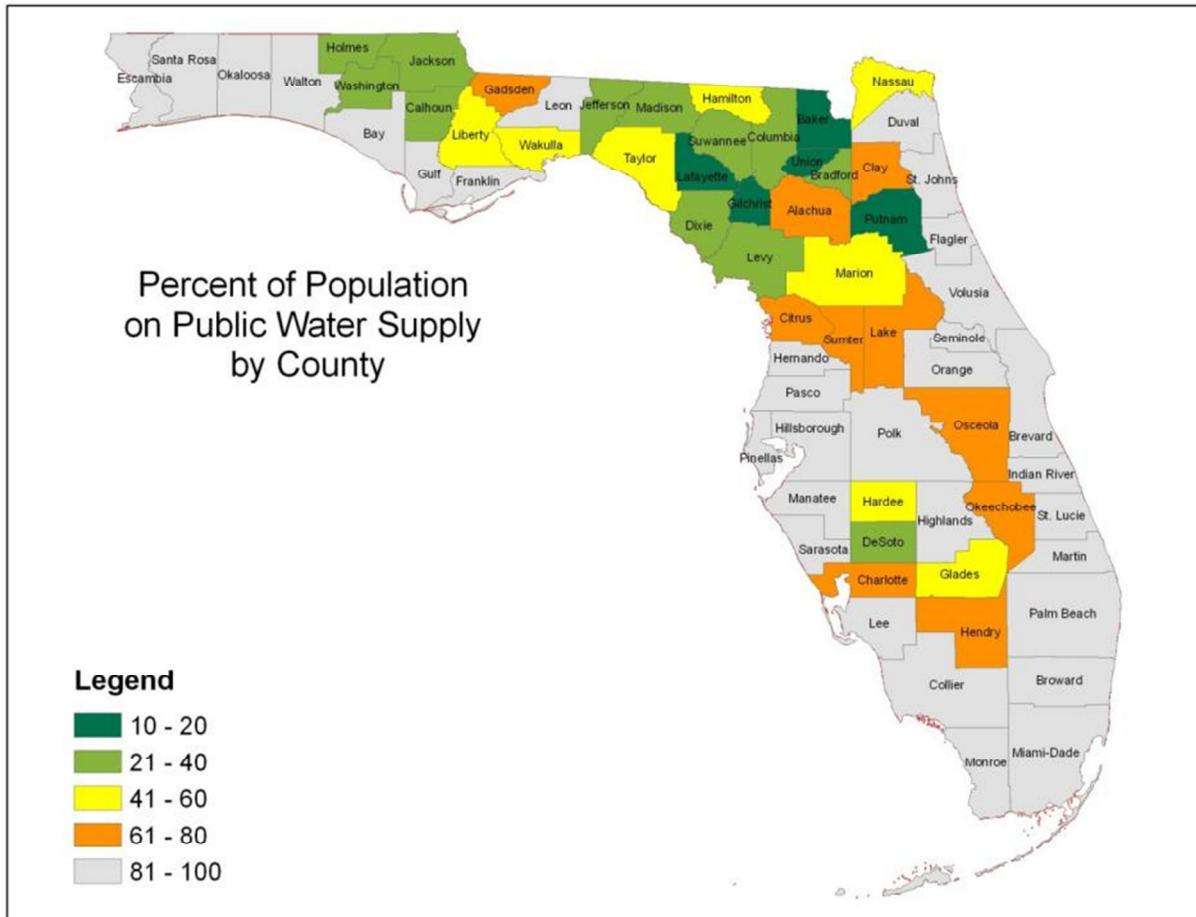 Holmes
Jackson
Santa Rosa
Escambia
Okaloosa
Walton
Washington
Gadsden
Leon
Jefferson
Madison
Hamilton
Nassau
Calhoun
Bay
Liberty
Wakulla
Taylor
Suwannee
Columbia
Baker
Duval
Gulf
Franklin
Lafayette
Union
Bradford
Clay
St. Johns
Dixie
Gilchrist
Alachua
Putnam
Flagler
Levy
Marion
Volusia
Percent of Population
on Public Water Supply
by County
Citrus
Sumter
Lake
Seminole
Hernando
Orange
Pasco
Hillsborough
Polk
Osceola
Brevard
Pinellas
Indian River
Manatee
Hardee
Highlands
Okeechobee
St. Lucie
Sarasota
DeSoto
Martin
Charlotte
Glades
Lee
Hendry
Palm Beach
Collier
Broward
Monroe
Miami-Dade
Legend
10 - 20
21 - 40
41 - 60
61 - 80
81 - 100